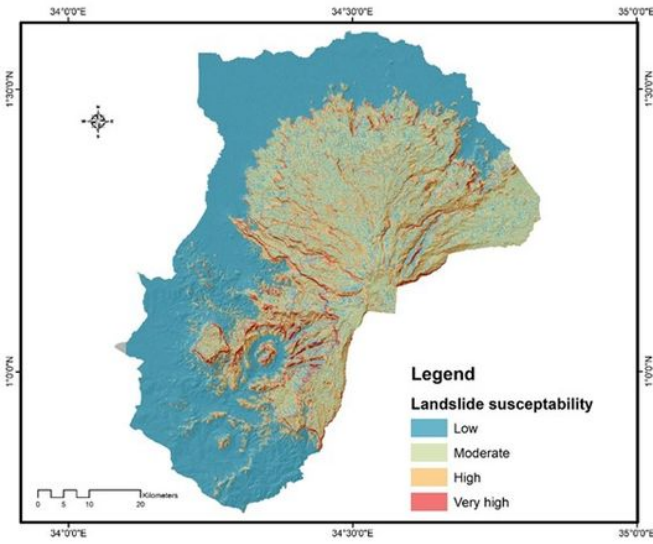 34°0'0"E
34°30'0"E
35°0'0"E
1°30'0"N
1°30'0"N
1°0'0"N
1°0'0"N
Legend
Landslide susceptability
Low
Moderate
High
Very high
0 5 10 20
Kilometers
34°0'0"E
34°30'0"E
35°0'0"E